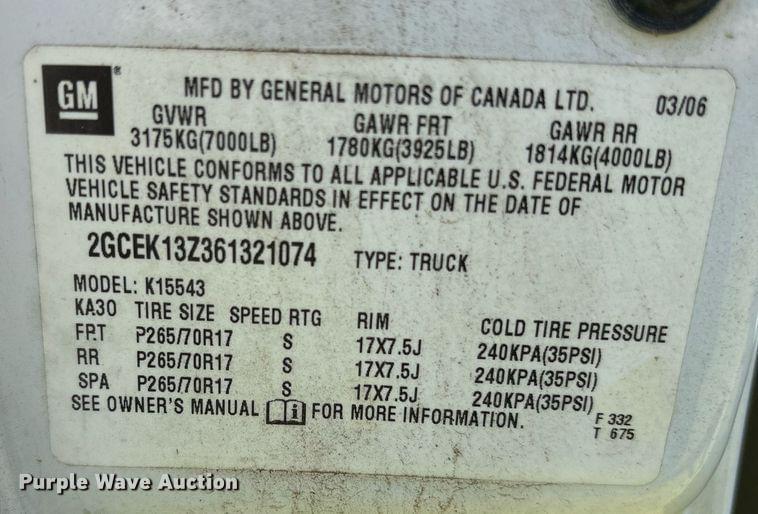 GM ®
MFD BY GENERAL MOTORS OF CANADA LTD. 03/06
GVWR GAWR FRT GAWR RR
3175KG(7000LB) 1780KG(3925LB) 1814KG(4000LB)
THIS VEHICLE CONFORMS TO ALL APPLICABLE U.S. FEDERAL MOTOR
VEHICLE SAFETY STANDARDS IN EFFECT ON THE DATE OF
MANUFACTURE SHOWN ABOVE.
2GCEK13Z361321074 TYPE: TRUCK
MODEL: K15543
KA30 TIRE SIZE SPEED RTG RIM COLD TIRE PRESSURE
FRT P265/70R17 S 17X7.5J 240KPA(35PSI)
RR P265/70R17 S 17X7.5J 240KPA(35PSI)
SPA P265/70R17 S 17X7.5J 240KPA(35PSI)
SEE OWNER'S MANUAL i FOR MORE INFORMATION.
F 332
T 675
Purple Wave Auction